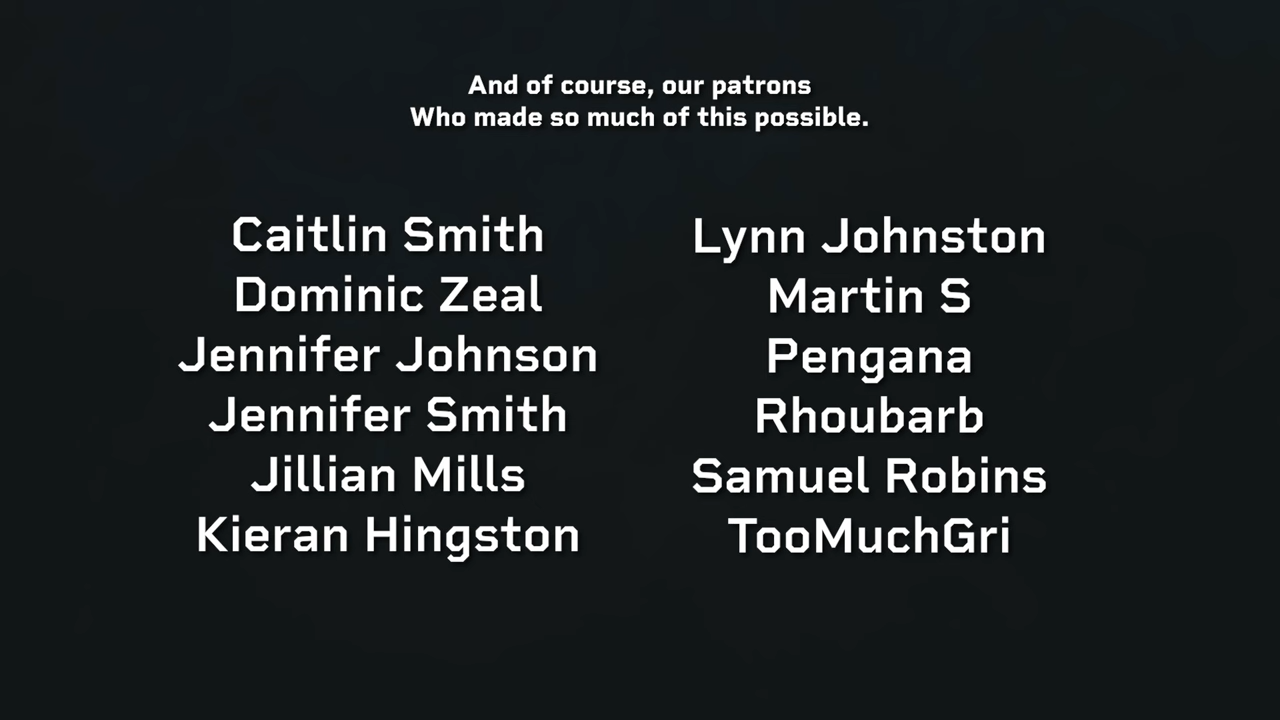 And of course, our patrons
Who made so much of this possible.
Caitlin Smith
Dominic Zeal
Jennifer Johnson
Jennifer Smith
Jillian Mills
Kieran Hingston
Lynn Johnston
Martin S
Pengana
Rhoubarb
Samuel Robins
TooMuchGri